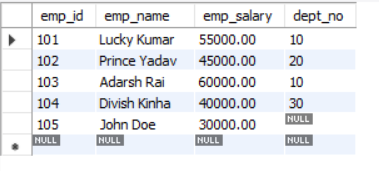 emp_id emp_name emp_salary dept_no
101 Lucky Kumar 55000.00 10
102 Prince Yadav 45000.00 20
103 Adarsh Rai 60000.00 10
104 Divish Kinha 40000.00 30
105 John Doe 30000.00 NULL
NULL NULL NULL NULL